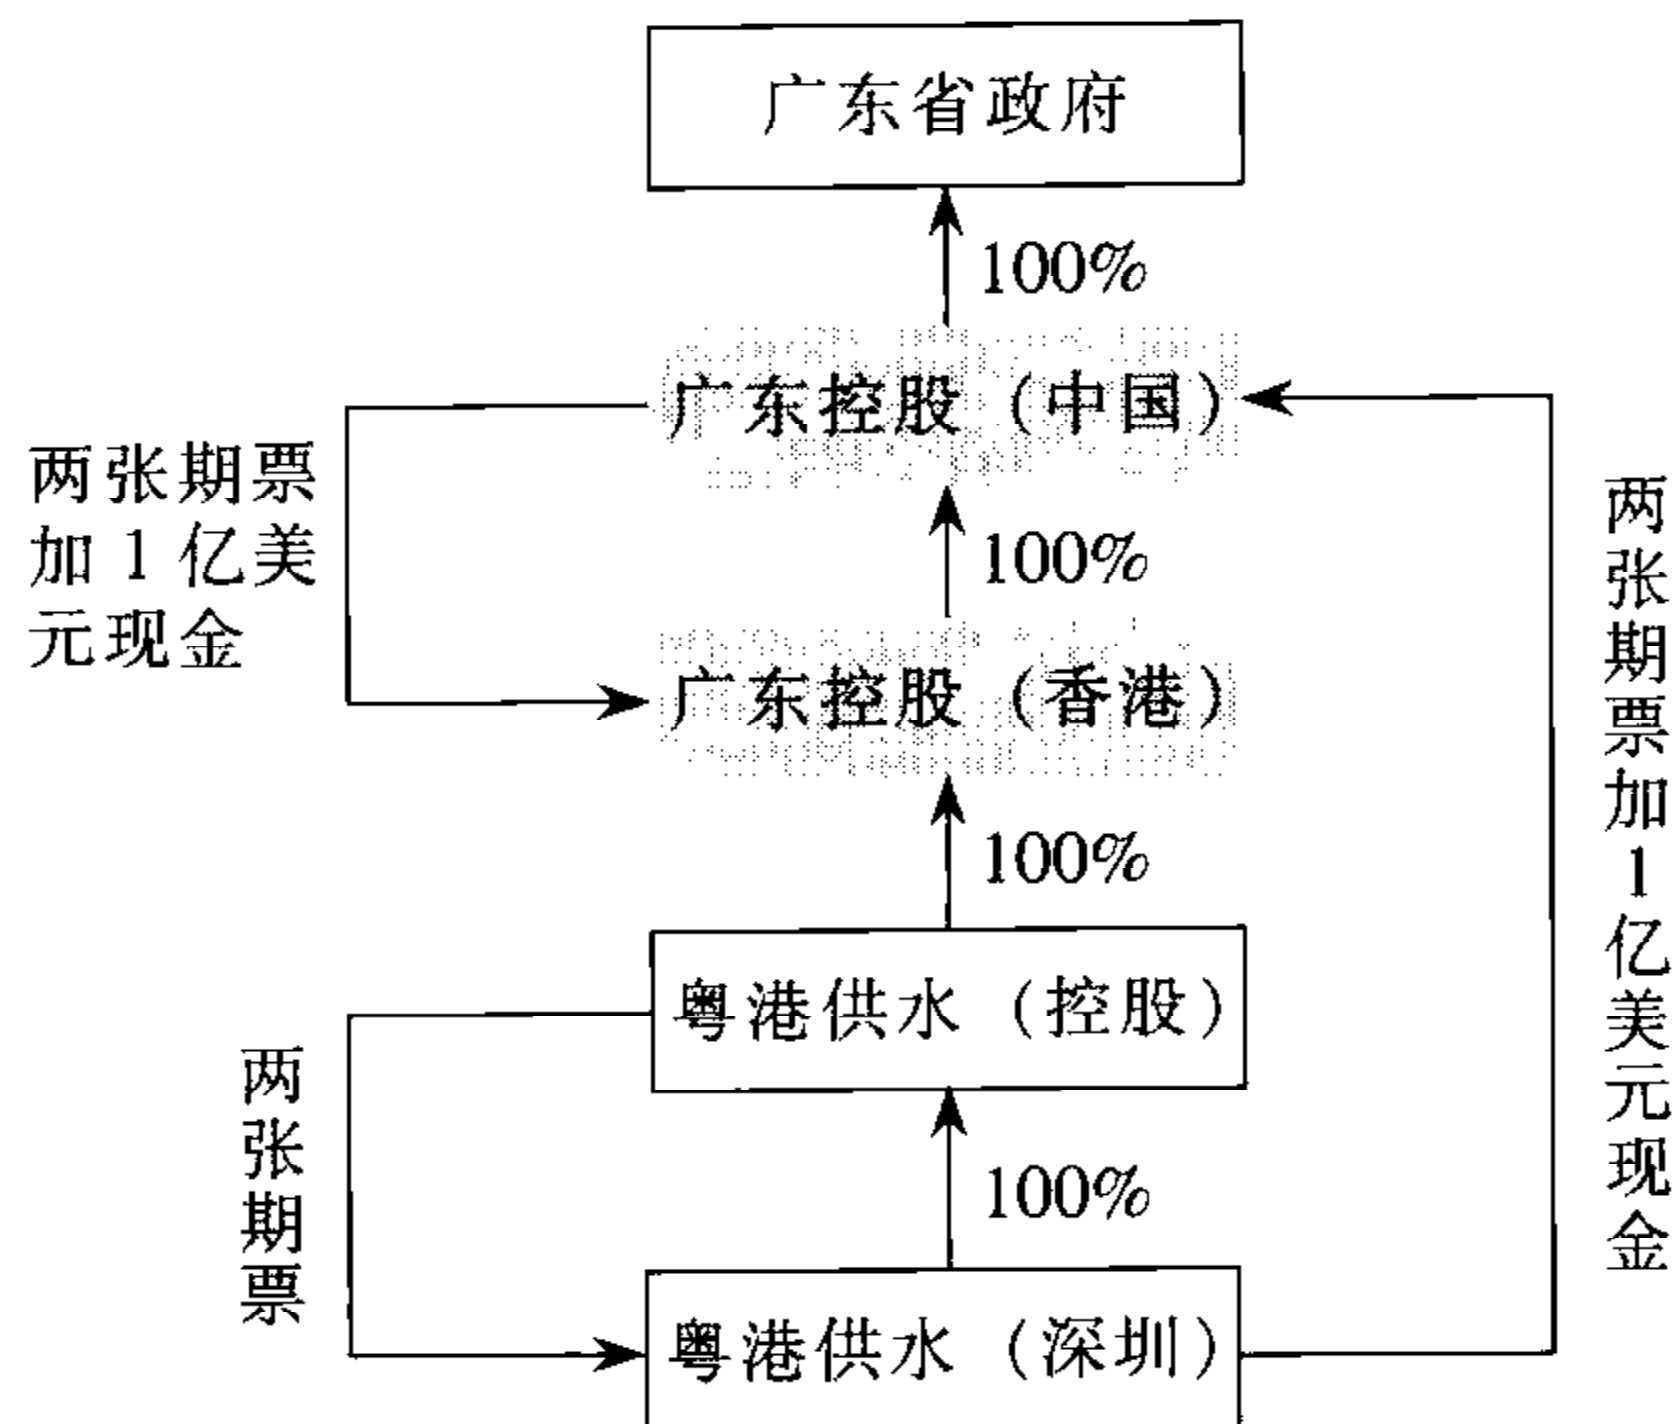 广东省政府
100%
广东控股（中国）
两张期票
加1亿美
元现金
100%
广东控股（香港）
100%
粤港供水（控股）
两张期票
100%
粤港供水（深圳）
两张期票加1亿美元现金